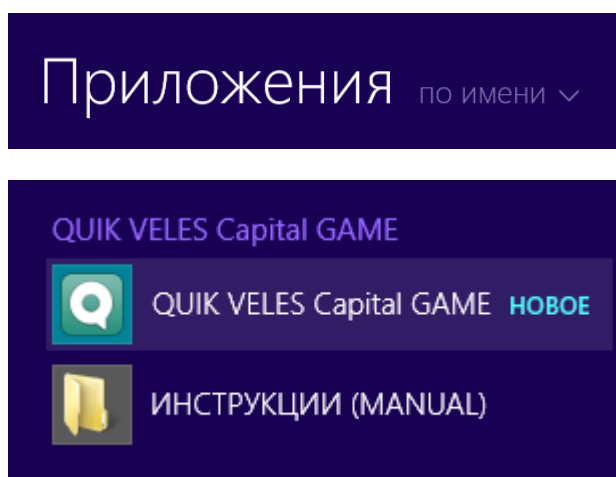 Приложения по имени
QUIK VELES Capital GAME
QUIK VELES Capital GAME НОВОЕ
ИНСТРУКЦИИ (MANUAL)